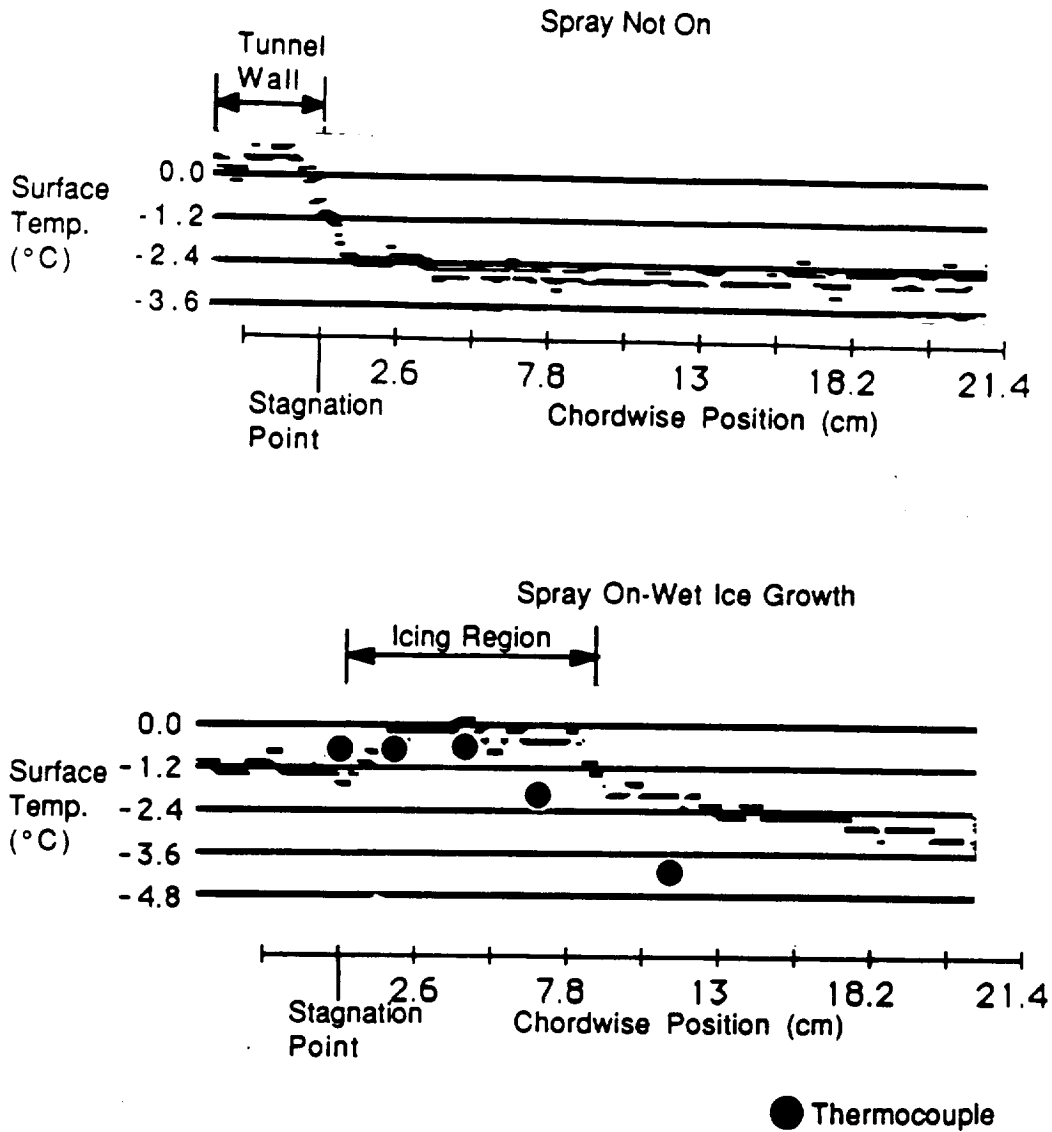 Spray Not On
Tunnel
Wall
Surface
Temp.
(°C)
0.0
-1.2
-2.4
-3.6
2.6 7.8 13 18.2 21.4
Stagnation
Point
Chordwise Position (cm)
Spray On-Wet Ice Growth
Icing Region
Surface
Temp.
(°C)
0.0
-1.2
-2.4
-3.6
-4.8
2.6 7.8 13 18.2 21.4
Stagnation
Point
Chordwise Position (cm)
Thermocouple